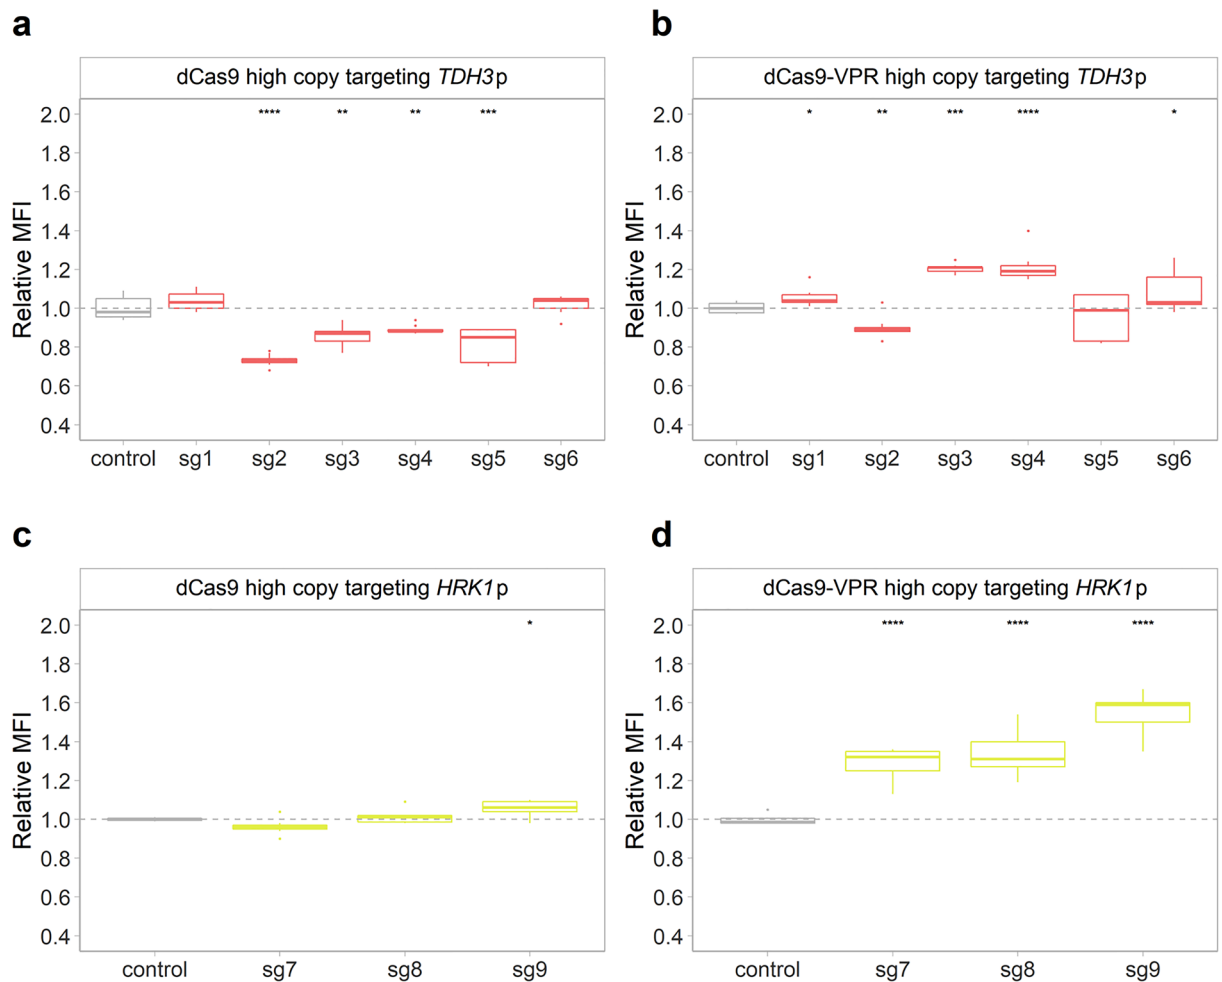 a
dCas9 high copy targeting TDH3p
**** ** ** ***
Relative MFI
2.0
1.8
1.6
1.4
1.2
1.0
0.8
0.6
0.4
control sg1 sg2 sg3 sg4 sg5 sg6
b
dCas9-VPR high copy targeting TDH3p
* ** *** **** *
Relative MFI
2.0
1.8
1.6
1.4
1.2
1.0
0.8
0.6
0.4
control sg1 sg2 sg3 sg4 sg5 sg6
c
dCas9 high copy targeting HRK1p
*
Relative MFI
2.0
1.8
1.6
1.4
1.2
1.0
0.8
0.6
0.4
control sg7 sg8 sg9
d
dCas9-VPR high copy targeting HRK1p
**** **** ****
Relative MFI
2.0
1.8
1.6
1.4
1.2
1.0
0.8
0.6
0.4
control sg7 sg8 sg9